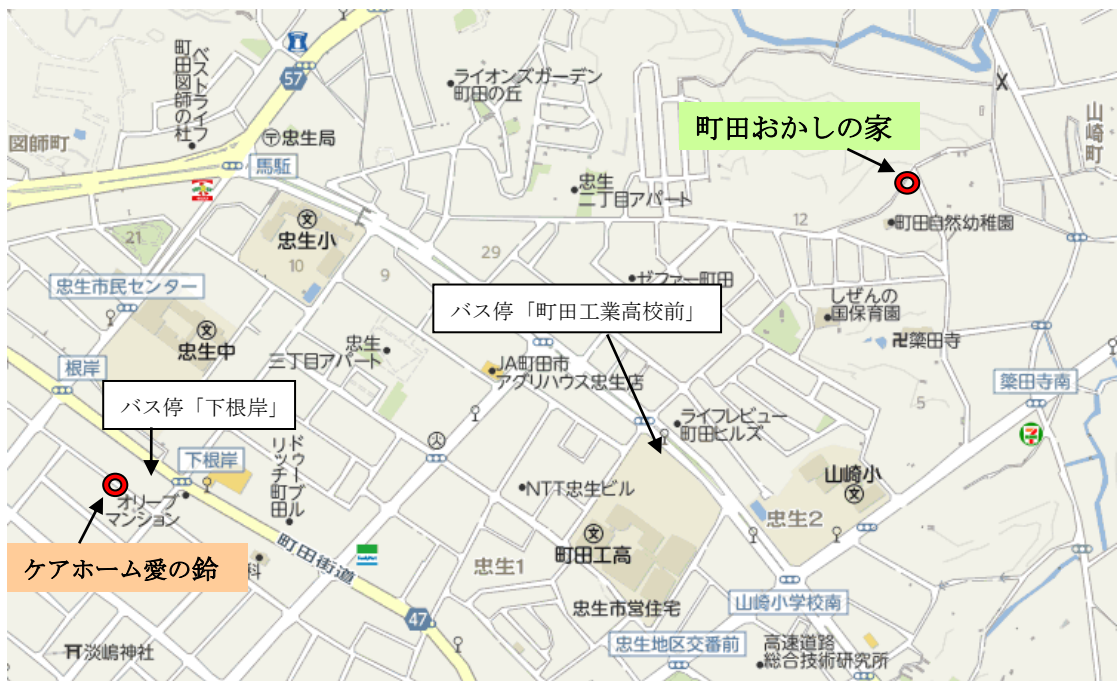 ベストライフ
町田図師の杜
57
ライオンズガーデン
町田の丘
町田おかしの家
山崎町
図師町
〒忠生局
馬駈
忠生
二丁目アパート
文
忠生小
12
町田自然幼稚園
21
10
9
29
ゼファー町田
忠生市民センター
バス停「町田工業高校前」
しぜんの
国保育園
卍簗田寺
文
忠生中
忠生
三丁目アパート
JA町田市
アグリハウス忠生店
根岸
簗田寺南
バス停「下根岸」
5
ライフレビュー
町田ヒルズ
火
下根岸
ドゥーブル
リッチ町田
山崎小
文
オリーブ
マンション
NTT忠生ビル
忠生2
文
町田工高
ケアホーム愛の鈴
科
町田街道
FamilyMart
忠生1
47
忠生市営住宅
山崎小学校南
淡嶋神社
忠生地区交番前
高速道路
総合技術研究所